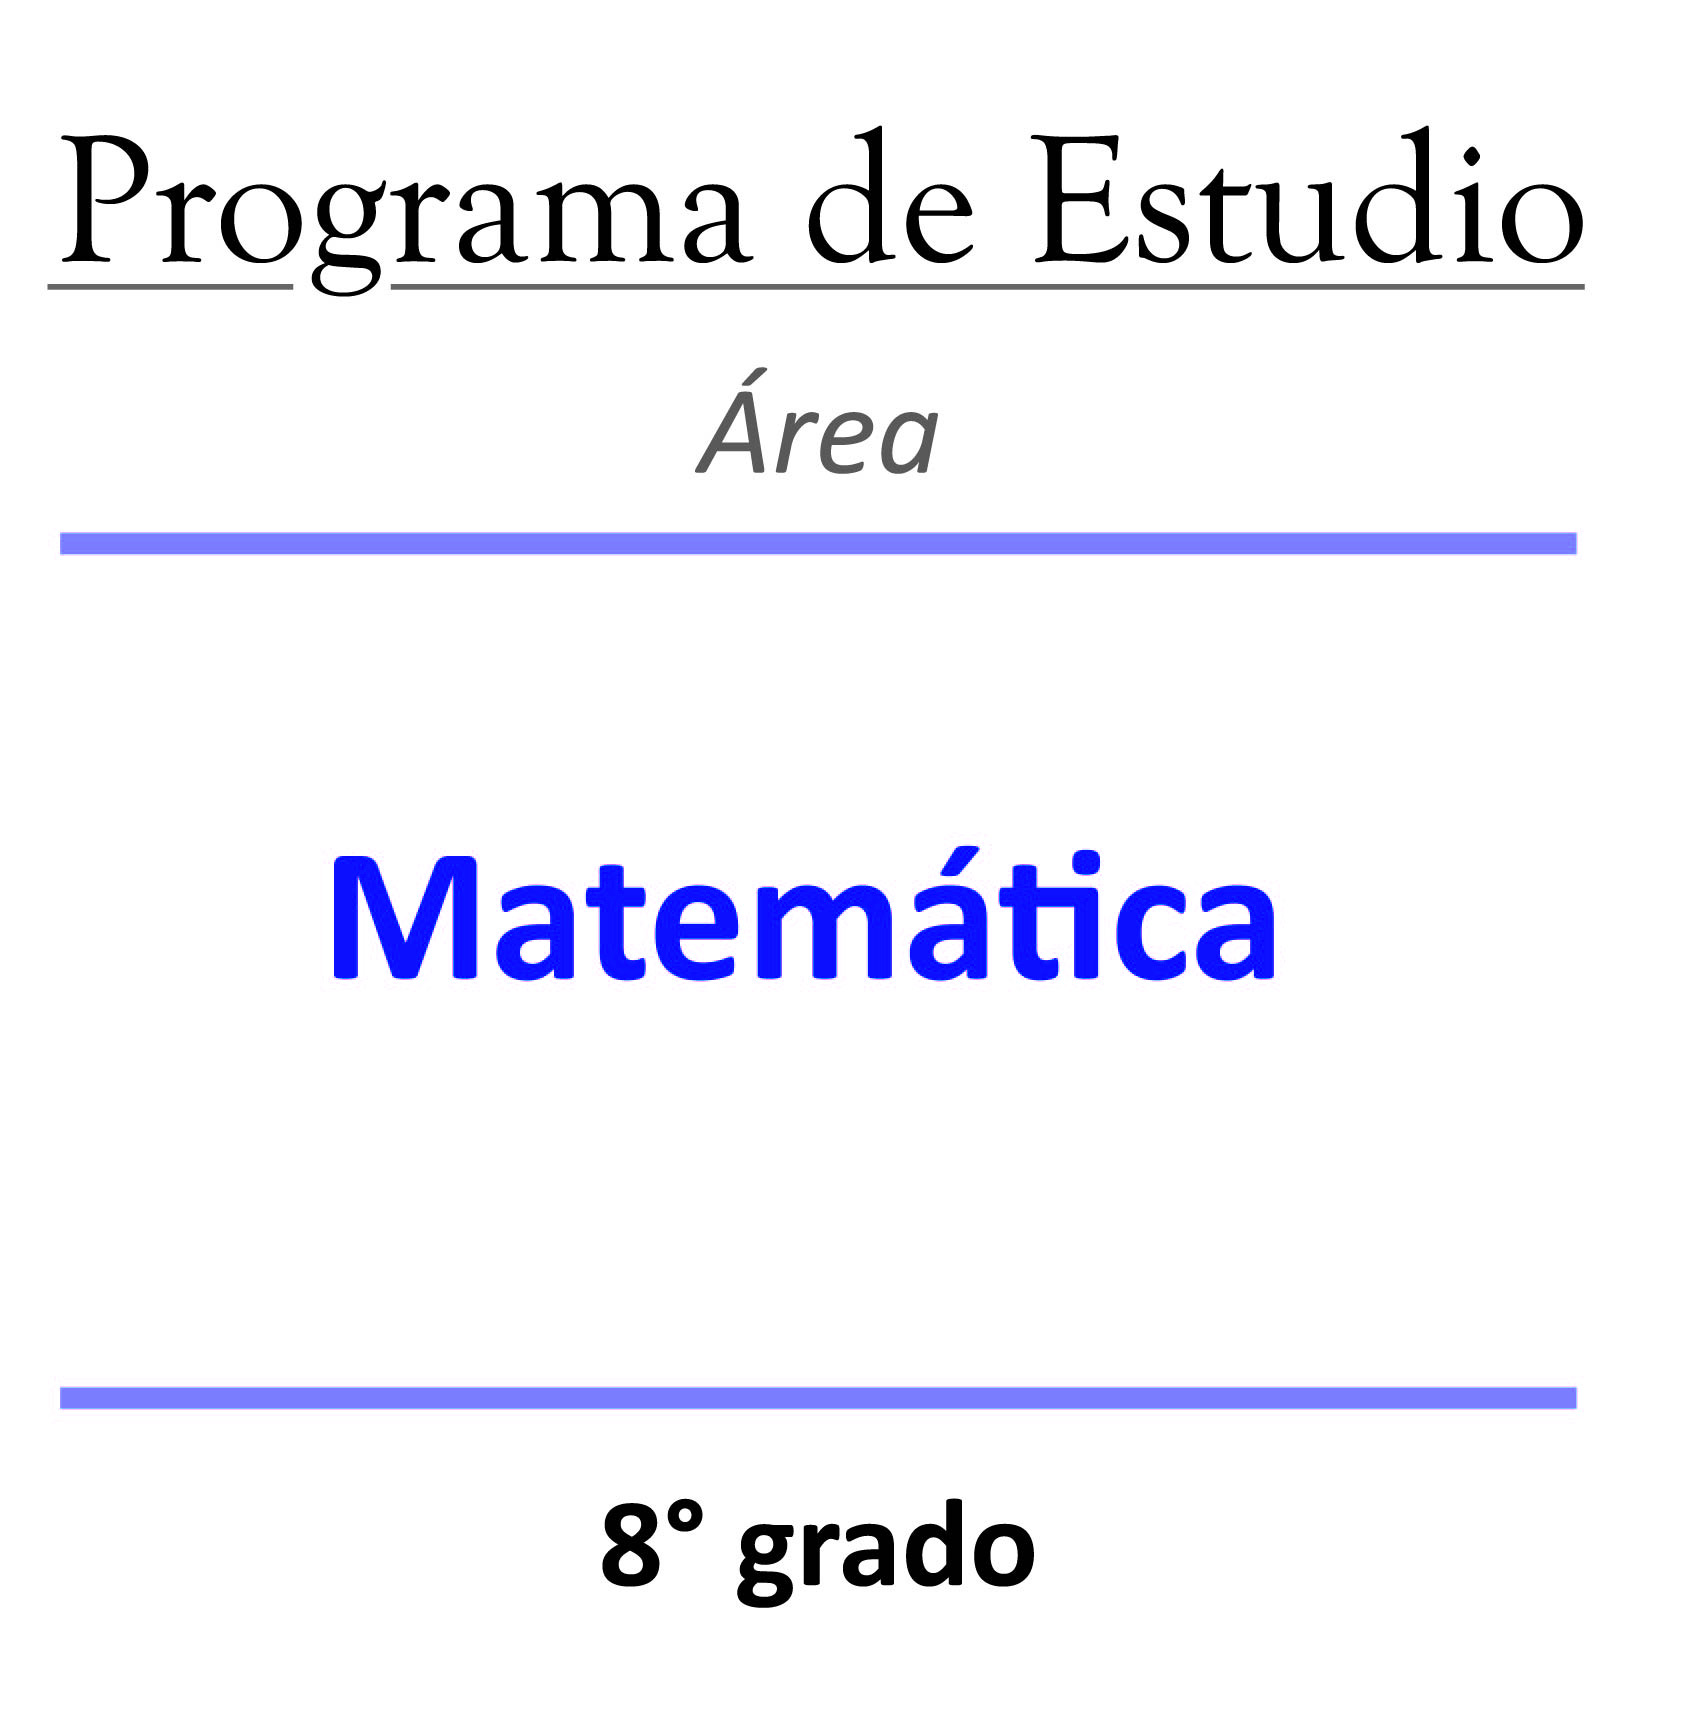 Programa de Estudio
Área
Matemática
8° grado